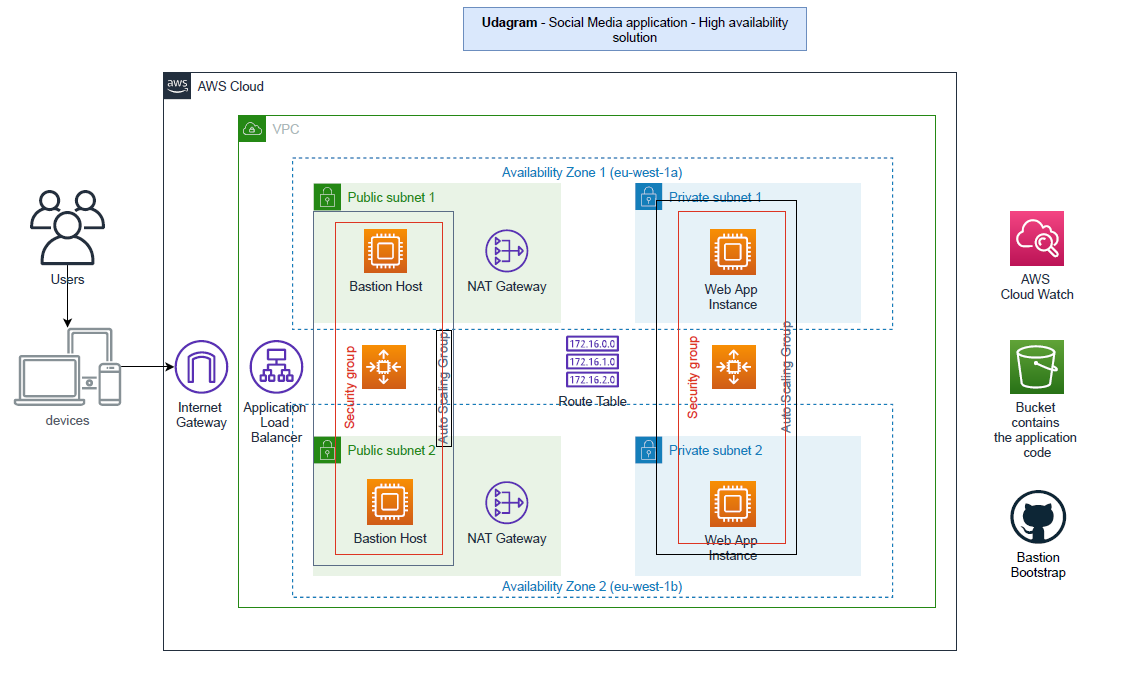 Udagram - Social Media application - High availability
solution
aws
AWS Cloud
VPC
Availability Zone 1 (eu-west-1a)
Public subnet 1
Private subnet 1
Bastion Host
NAT Gateway
Web App
Instance
Users
AWS
Cloud Watch
Security group
Auto Scaling Group
172.16.0.0
172.16.1.0
172.16.2.0
Route Table
Security group
Auto Scaling Group
devices
Internet
Gateway
Application
Load
Balancer
Bucket
contains
the application
code
Public subnet 2
Private subnet 2
Bastion Host
NAT Gateway
Web App
Instance
Availability Zone 2 (eu-west-1b)
Bastion
Bootstrap